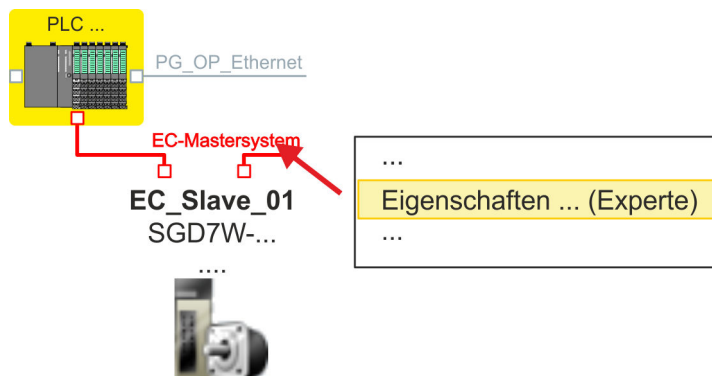 PLC ...
PG_OP_Ethernet
EC-Mastersystem
EC_Slave_01
SGD7W-...
....
...
Eigenschaften ... (Experte)
...